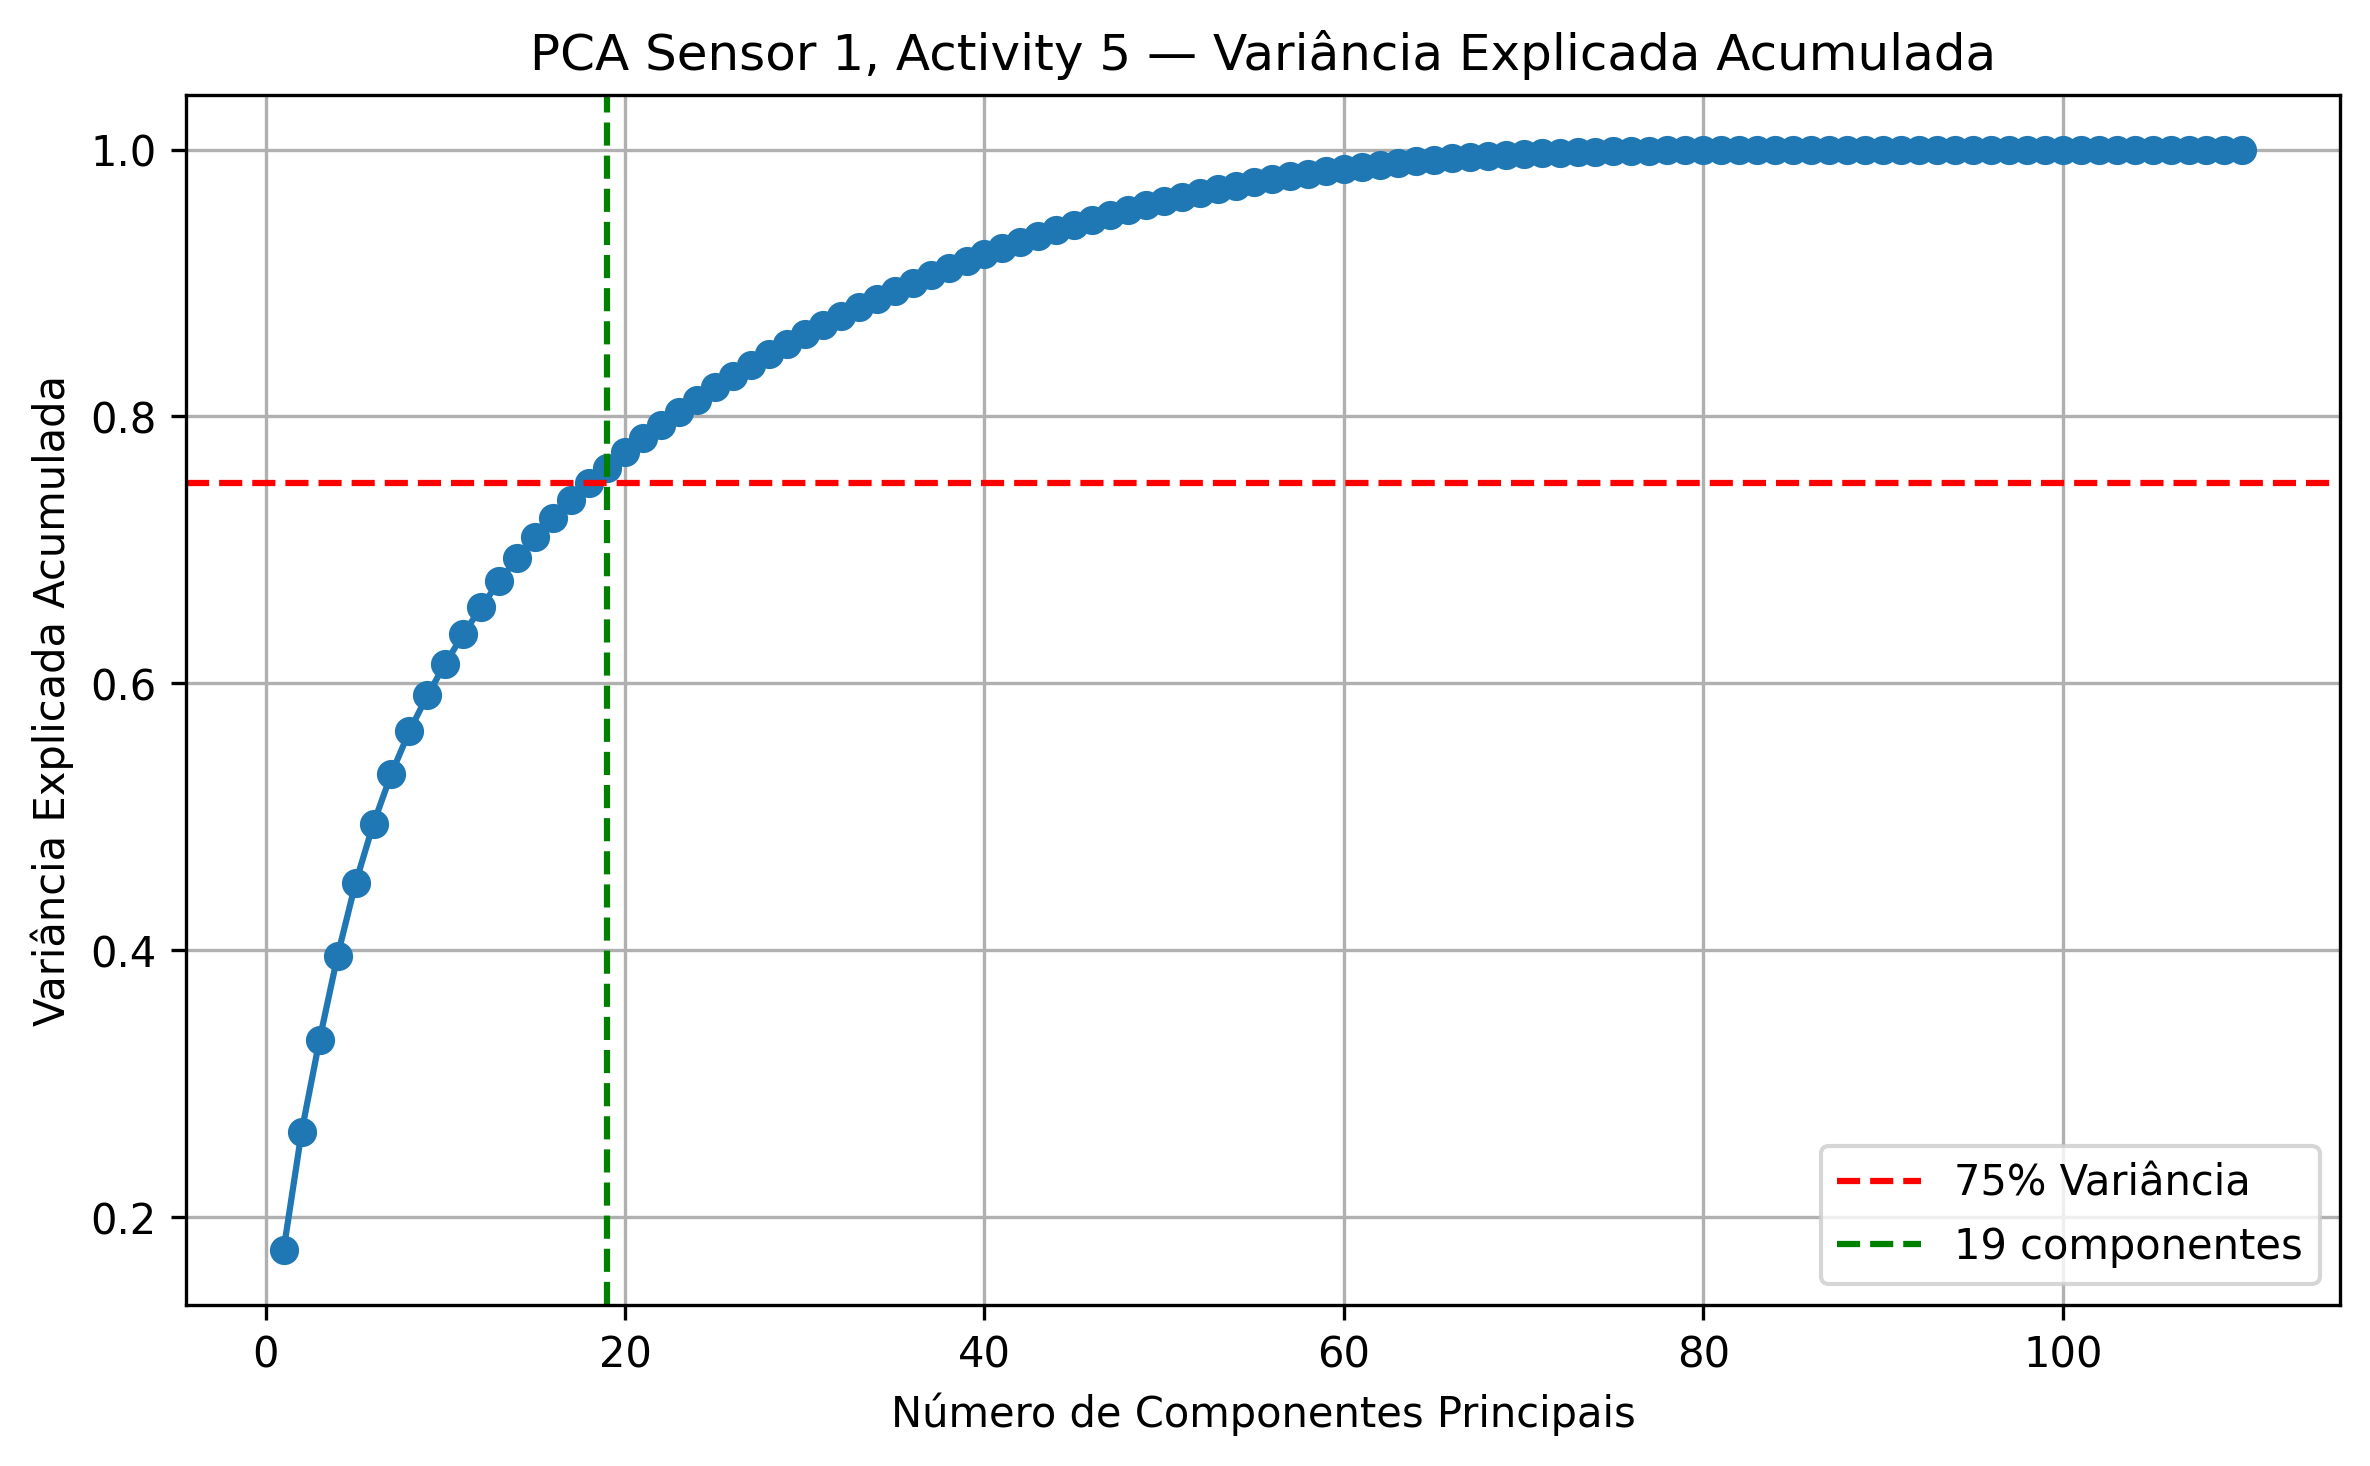 PCA Sensor 1, Activity 5 — Variância Explicada Acumulada
Variância Explicada Acumulada
1.0
0.8
0.6
0.4
0.2
0
20
40
60
80
100
Número de Componentes Principais
75% Variância
19 componentes